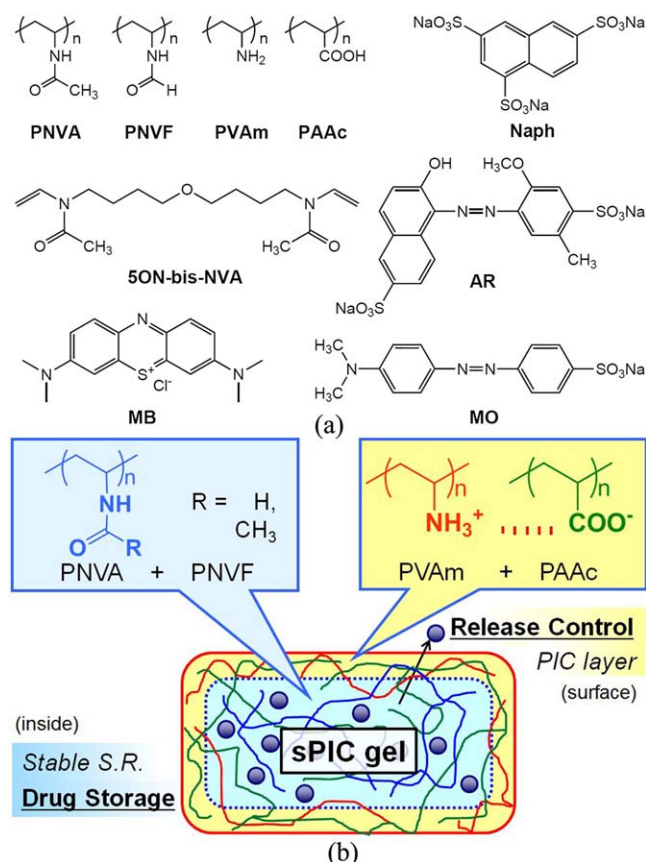 n n n n
NH NH NH₂ COOH
O CH₃ O H
PNVA PNVF PVAm PAAc
NaO₃S SO₃Na
SO₃Na
Naph
N O N
O CH₃ CH₃ O
5ON-bis-NVA
OH H₃CO
N=N SO₃Na
CH₃
NaO₃S
AR
N
N S⁺ N
Cl⁻
MB
H₃C
N N=N SO₃Na
H₃C
MO
(a)
n
NH
O R
R = H,
CH₃
PNVA + PNVF
n n
NH₃⁺ COO⁻
PVAm + PAAc
Release Control
PIC layer
(surface)
(inside)
Stable S.R.
Drug Storage
sPIC gel
(b)